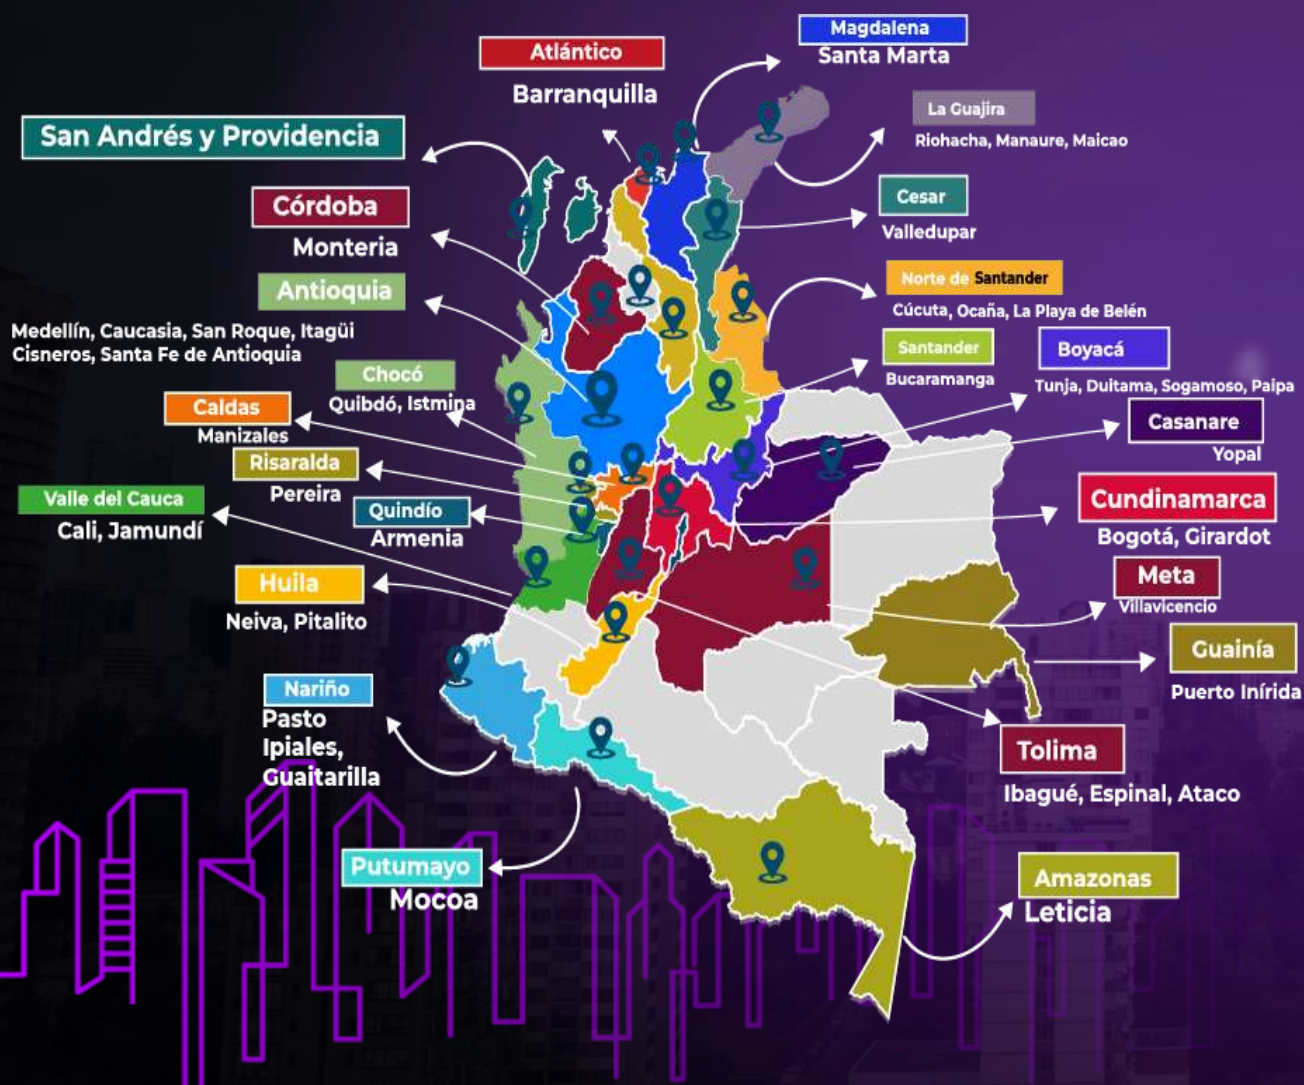 Magdalena
Santa Marta
Atlántico
Barranquilla
La Guajira
Riohacha, Manaure, Maicao
San Andrés y Providencia
Cesar
Valledupar
Córdoba
Monteria
Norte de Santander
Cúcuta, Ocaña, La Playa de Belén
Antioquia
Medellín, Caucasia, San Roque, Itagüi
Cisneros, Santa Fe de Antioquia
Santander
Bucaramanga
Boyacá
Tunja, Duitama, Sogamoso, Paipa
Chocó
Quibdó, Istmina
Caldas
Manizales
Casanare
Yopal
Risaralda
Pereira
Valle del Cauca
Cali, Jamundí
Quindío
Armenia
Cundinamarca
Bogotá, Girardot
Huila
Neiva, Pitalito
Meta
Villavicencio
Guainía
Puerto Inírida
Nariño
Pasto
Ipiales,
Guaitarilla
Tolima
Ibagué, Espinal, Ataco
Putumayo
Mocoa
Amazonas
Leticia